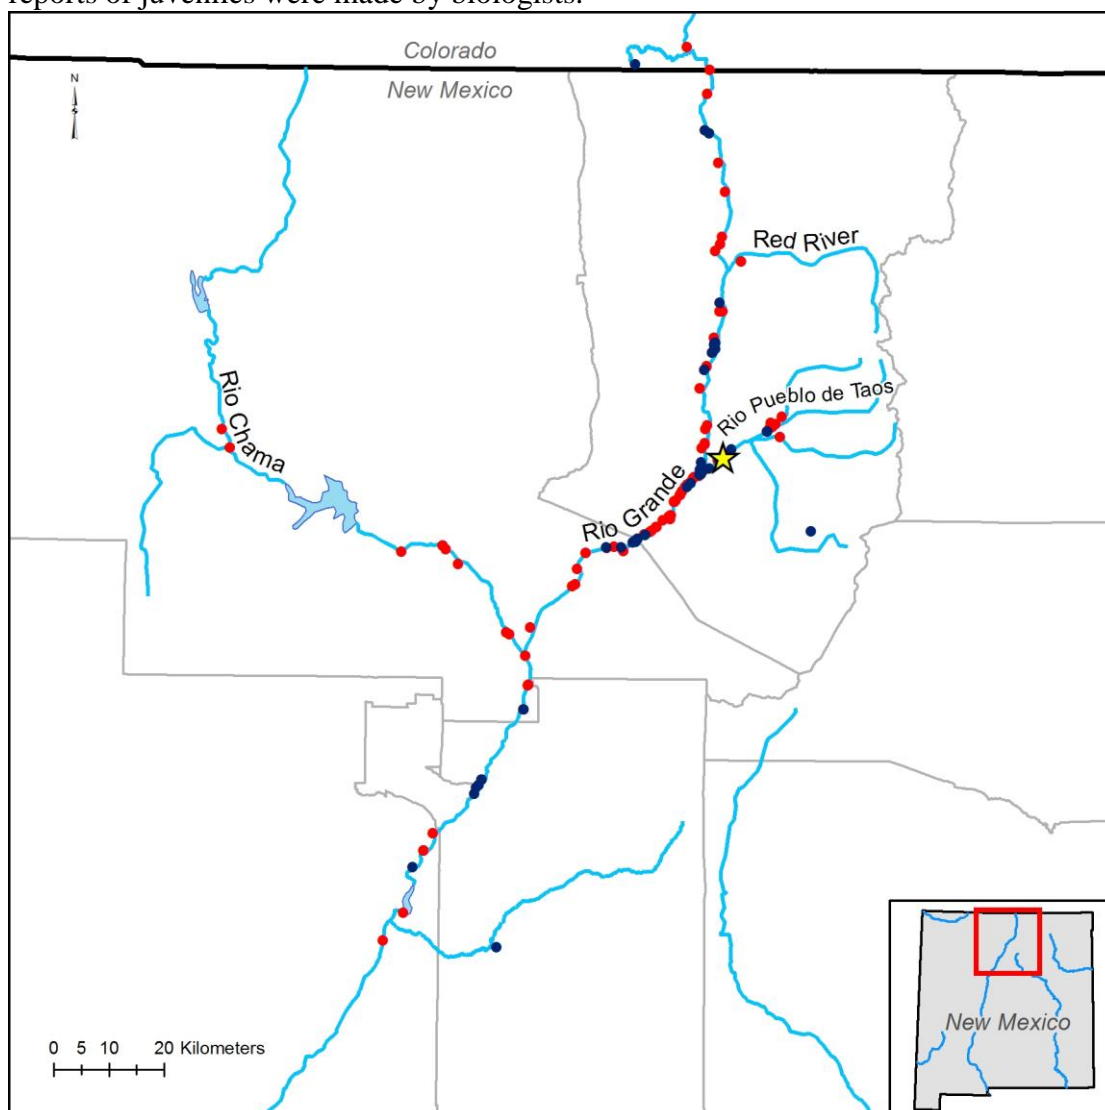 reports of juveniles were made by biologists.
Colorado
New Mexico
N
S
Red River
Rio Pueblo de Taos
Rio Chama
Rio Grande
0 5 10 20 Kilometers
New Mexico